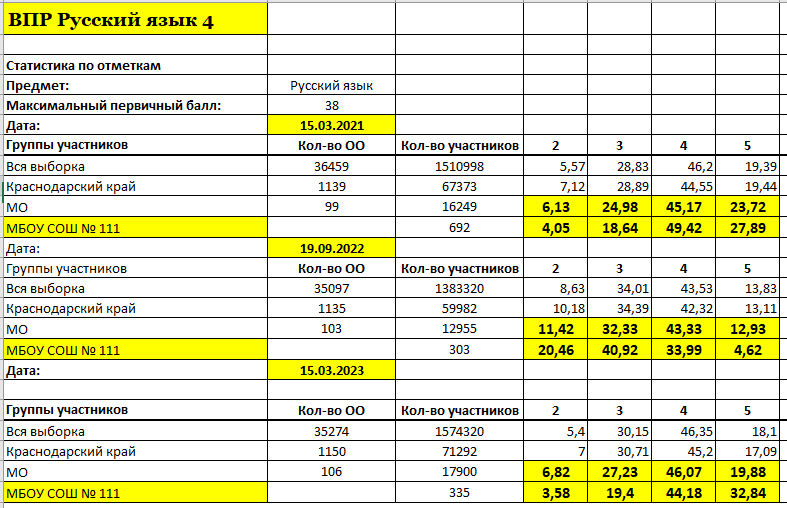 ВПР Русский язык 4
Статистика по отметкам
Предмет: Русский язык
Максимальный первичный балл: 38
Дата: 15.03.2021
Группы участников Кол-во ОО Кол-во участников 2 3 4 5
Вся выборка 36459 1510998 5,57 28,83 46,2 19,39
Краснодарский край 1139 67373 7,12 28,89 44,55 19,44
МО 99 16249 6,13 24,98 45,17 23,72
МБОУ СОШ № 111 692 4,05 18,64 49,42 27,89
Дата: 19.09.2022
Группы участников Кол-во ОО Кол-во участников 2 3 4 5
Вся выборка 35097 1383320 8,63 34,01 43,53 13,83
Краснодарский край 1135 59982 10,18 34,39 42,32 13,11
МО 103 12955 11,42 32,33 43,33 12,93
МБОУ СОШ № 111 303 20,46 40,92 33,99 4,62
Дата: 15.03.2023
Группы участников Кол-во ОО Кол-во участников 2 3 4 5
Вся выборка 35274 1574320 5,4 30,15 46,35 18,1
Краснодарский край 1150 71292 7 30,71 45,2 17,09
МО 106 17900 6,82 27,23 46,07 19,88
МБОУ СОШ № 111 335 3,58 19,4 44,18 32,84